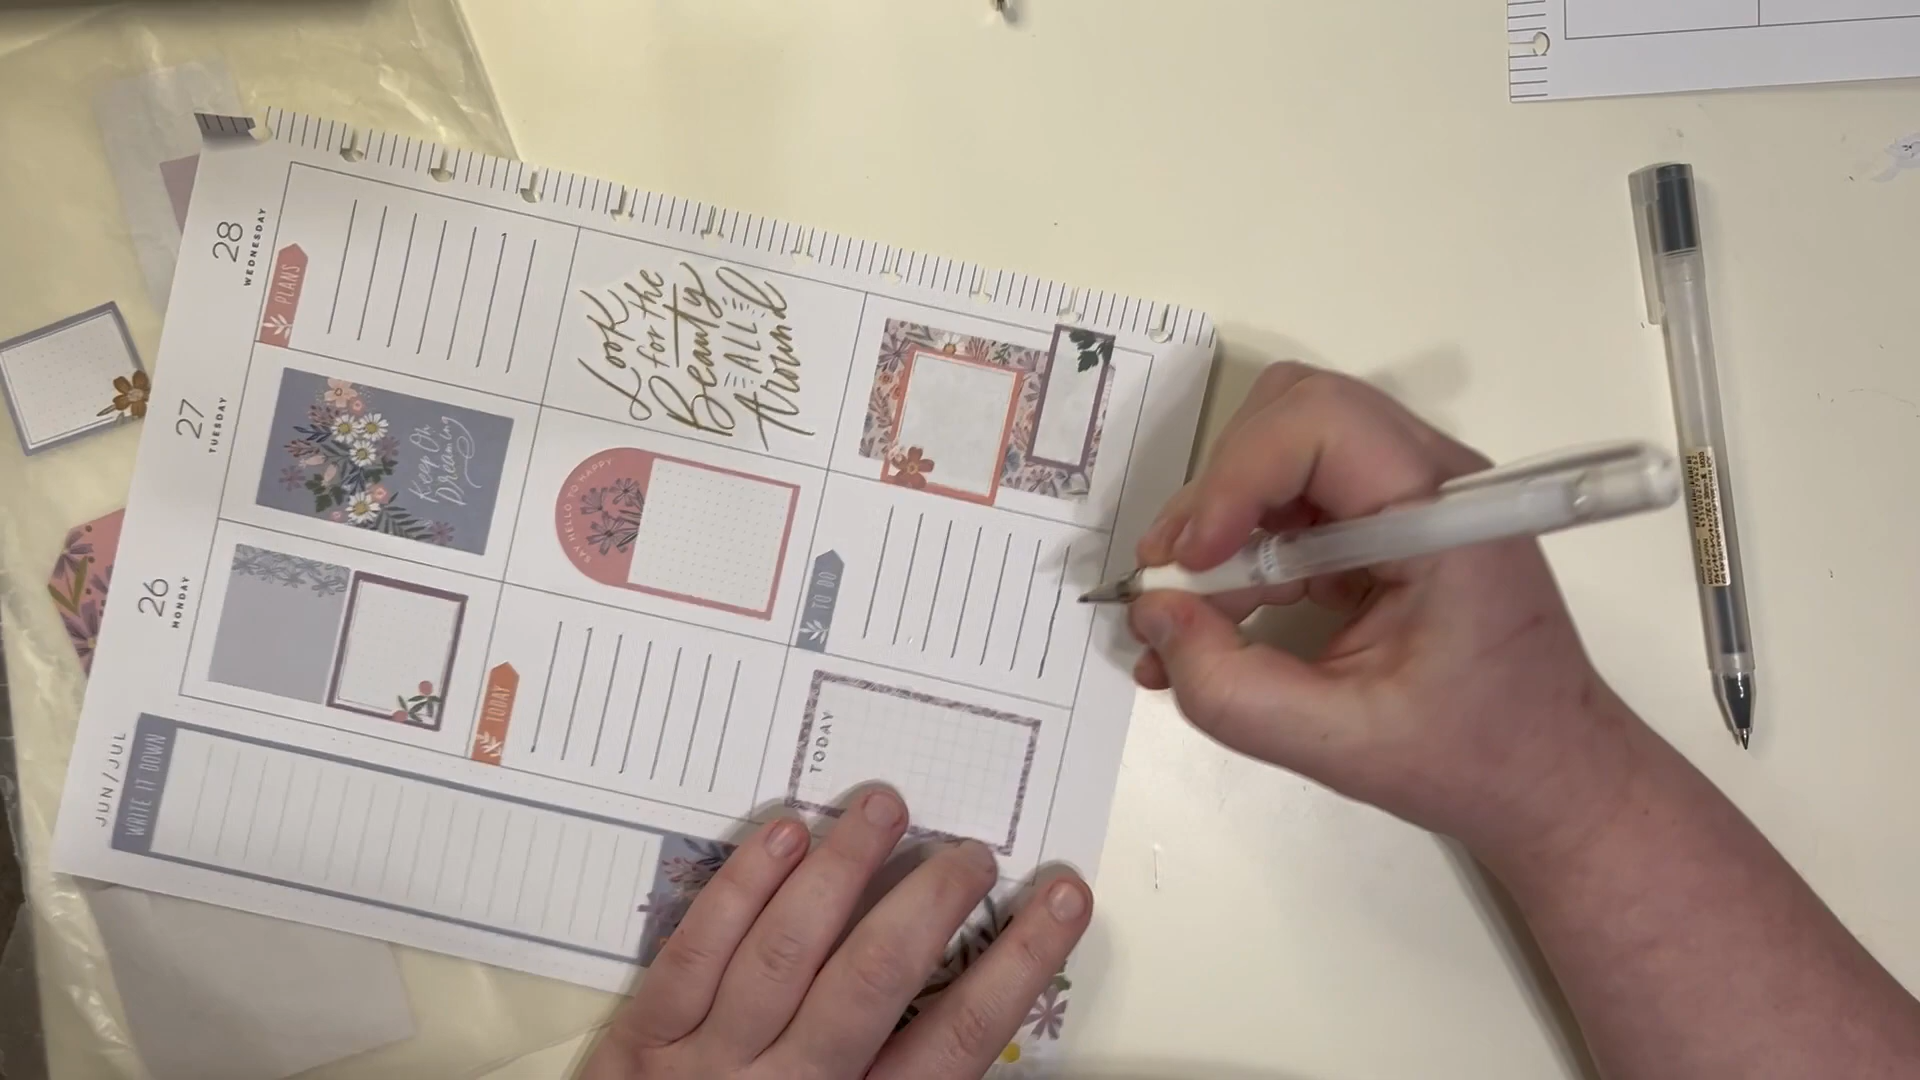 JUN/JUL
26
MONDAY
27
TUESDAY
28
WEDNESDAY
WRITE IT DOWN
Keep On
Dreaming
PLANS
TODAY
SAY HELLO TO HAPPY
Look
for the
Beauty
ALL
Around
TODAY
TO DO